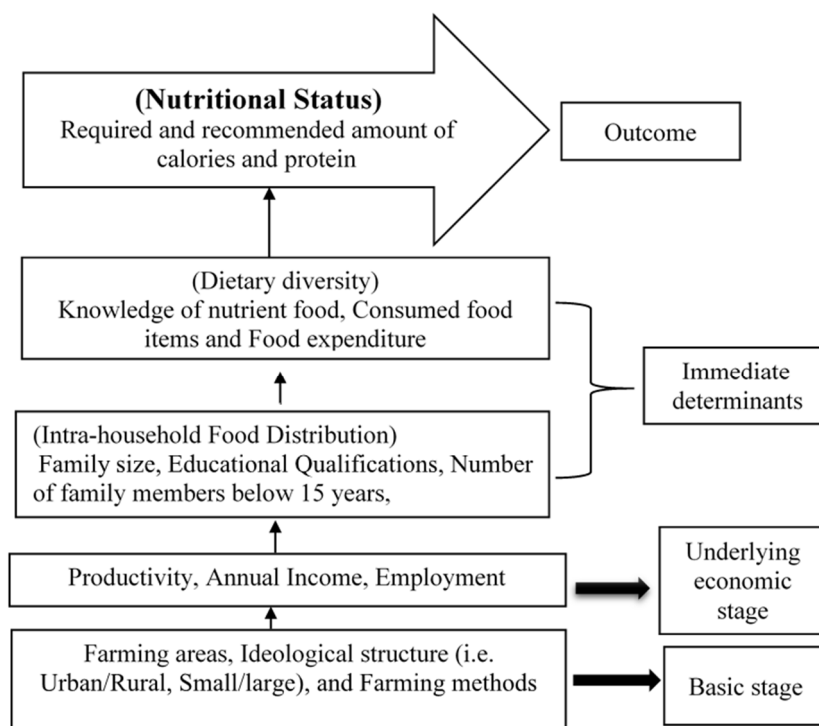 (Nutritional Status)
Required and recommended amount of
calories and protein
Outcome
(Dietary diversity)
Knowledge of nutrient food, Consumed food
items and Food expenditure
Immediate
determinants
(Intra-household Food Distribution)
Family size, Educational Qualifications, Number
of family members below 15 years,
Productivity, Annual Income, Employment
Underlying
economic
stage
Farming areas, Ideological structure (i.e.
Urban/Rural, Small/large), and Farming methods
Basic stage